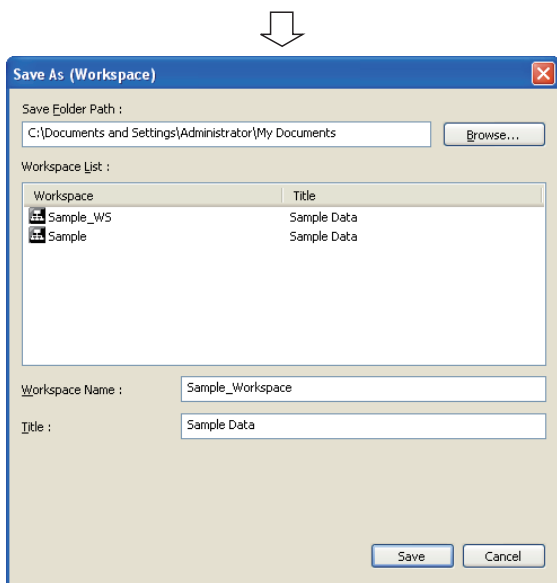 Save As (Workspace)
Save Folder Path :
C:\Documents and Settings\Administrator\My Documents
Browse...
Workspace List :
Workspace Title
Sample_WS Sample Data
Sample Sample Data
Workspace Name : Sample_Workspace
Title : Sample Data
Save Cancel